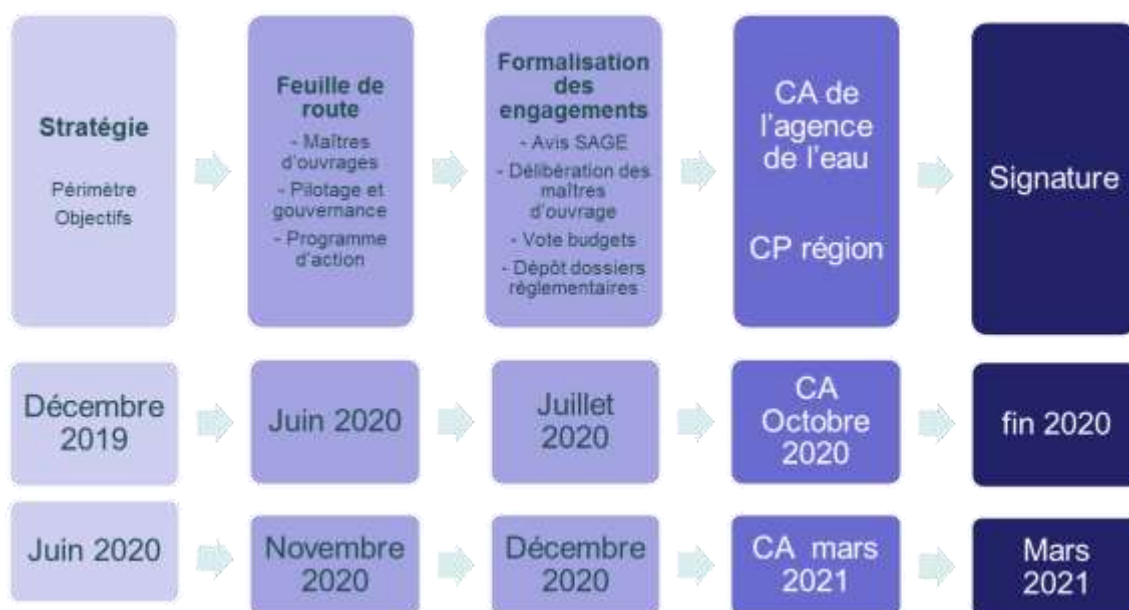 Stratégie
Périmètre
Objectifs
Feuille de
route
- Maîtres
d'ouvrages
- Pilotage et
gouvernance
- Programme
d'action
Formalisation
des
engagements
- Avis SAGE
- Délibération des
maîtres
d'ouvrage
- Vote budgets
- Dépôt dossiers
règlementaires
CA de
l'agence
de l'eau
CP région
Signature
Décembre
2019
Juin 2020
Juillet
2020
CA
Octobre
2020
fin 2020
Juin 2020
Novembre
2020
Décembre
2020
CA mars
2021
Mars
2021